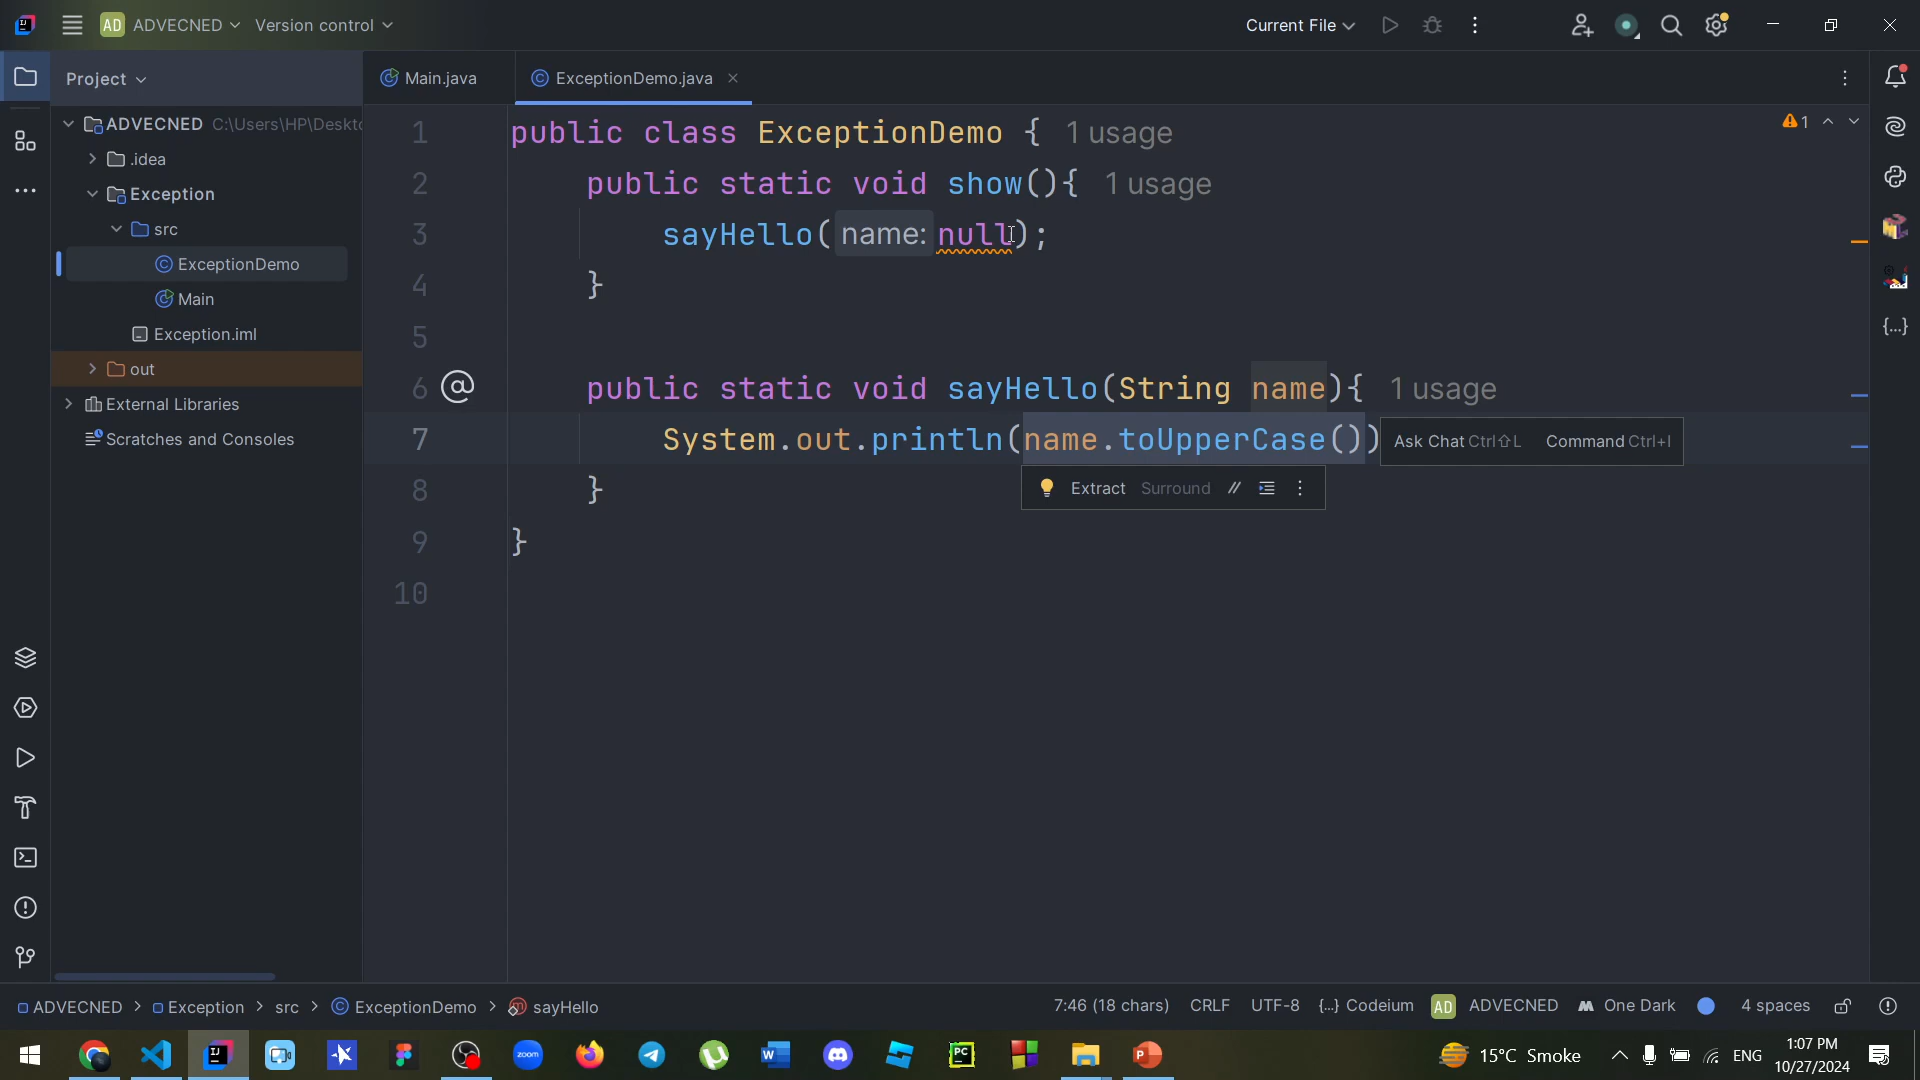 AD ADVECNED Version control Current File
Project Main.java ExceptionDemo.java
ADVECNED C:\Users\HP\Deskto
.idea
Exception
src
ExceptionDemo
Main
Exception.iml
out
External Libraries
Scratches and Consoles
1 public class ExceptionDemo { 1 usage
2 public static void show(){ 1 usage
3 sayHello( name: null);
4 }
5
6 public static void sayHello(String name){ 1 usage
7 System.out.println(name.toUpperCase()) Ask Chat Ctrl⇧L Command Ctrl+I
8 }
Extract Surround //
9 }
10
1
{...}
ADVECNED > Exception > src > ExceptionDemo > sayHello 7:46 (18 chars) CRLF UTF-8 {...} Codeium AD ADVECNED One Dark 4 spaces
zoom 15°C Smoke ENG 1:07 PM
10/27/2024